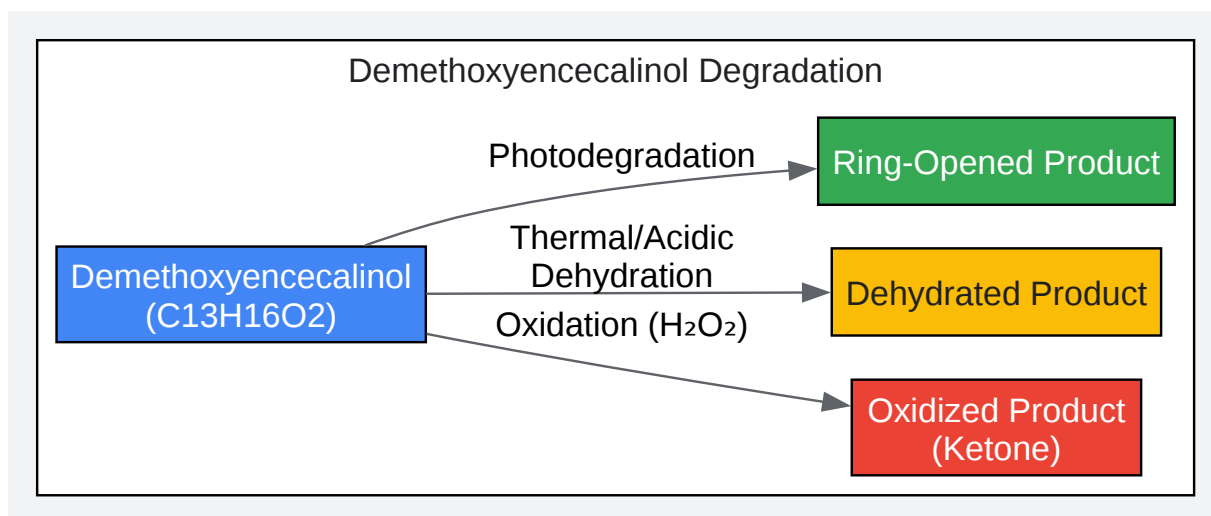 Demethoxyencecalinol Degradation
Photodegradation
Ring-Opened Product
Thermal/Acidic
Dehydration
Demethoxyencecalinol
(C13H16O2)
Dehydrated Product
Oxidation (H₂O₂)
Oxidized Product
(Ketone)